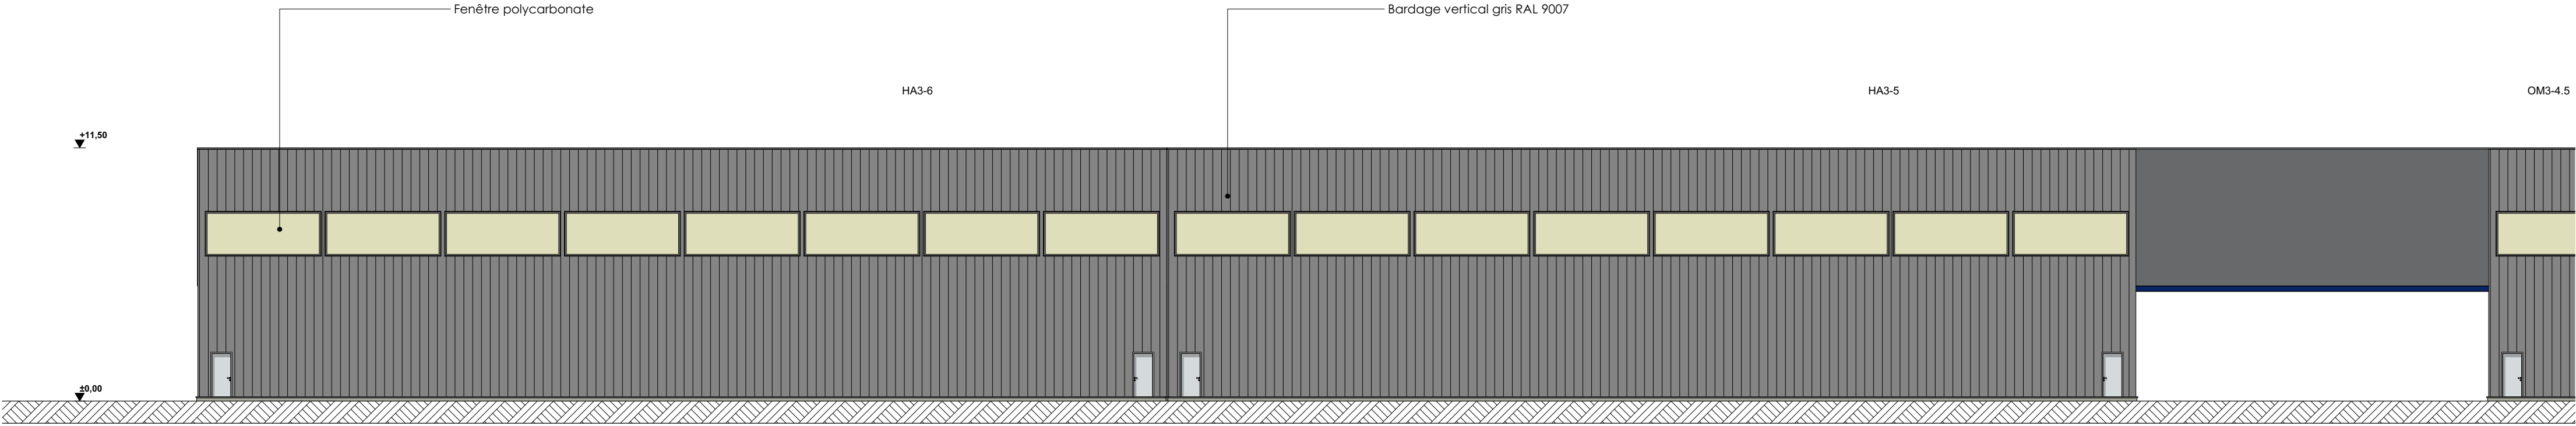 Fenêtre polycarbonate
Bardage vertical gris RAL 9007
HA3-6
HA3-5
OM3-4.5
+11,50
±0,00